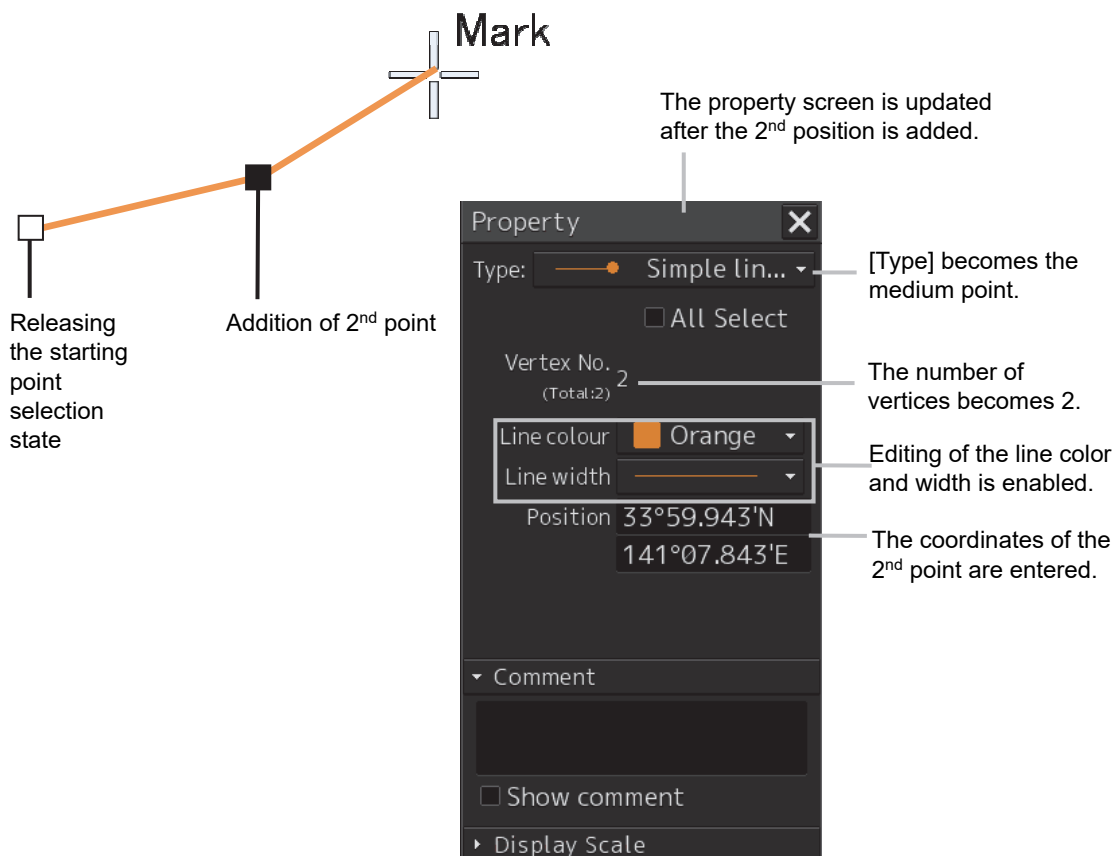 Mark
The property screen is updated
after the 2nd position is added.
Property
Type: Simple lin...
[Type] becomes the
medium point.
All Select
Releasing
the starting
point
selection
state
Addition of 2nd point
Vertex No. 2
(Total:2)
The number of
vertices becomes 2.
Line colour Orange
Line width
Editing of the line color
and width is enabled.
Position 33°59.943'N
141°07.843'E
The coordinates of the
2nd point are entered.
Comment
Show comment
Display Scale